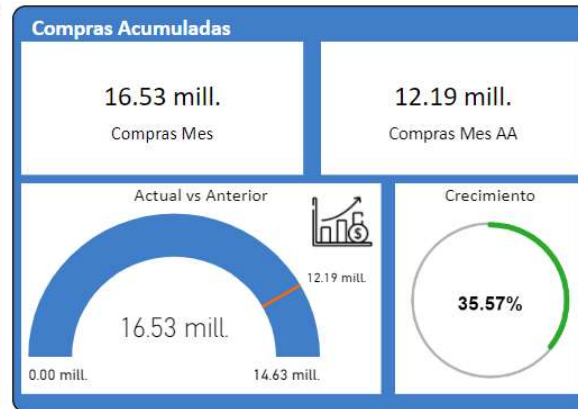 Compras Acumuladas
16.53 mill.
Compras Mes
12.19 mill.
Compras Mes AA
Actual vs Anterior
12.19 mill.
16.53 mill.
0.00 mill.
14.63 mill.
Crecimiento
35.57%